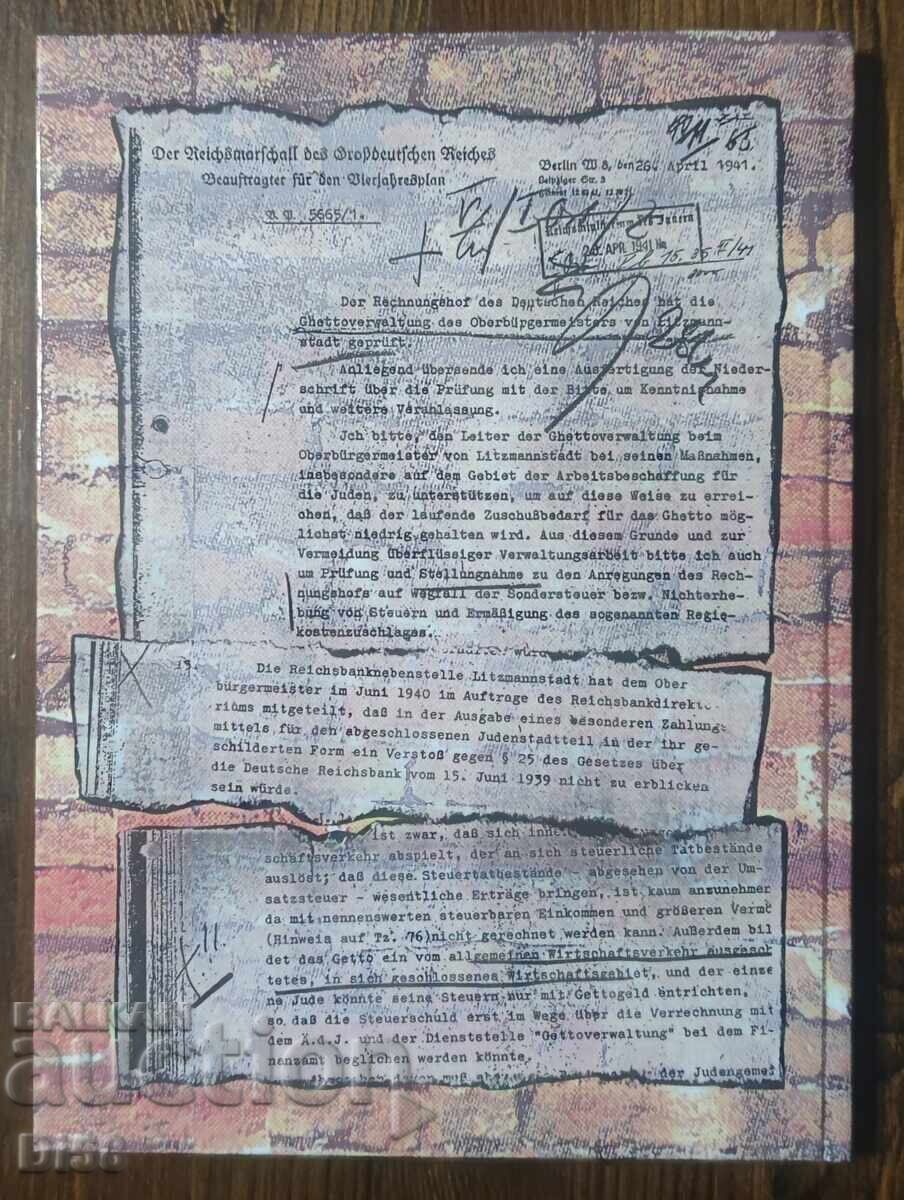 Der Reichsmarschall des Großdeutschen Reiches
Beauftragter für den Vierjahresplan
V. P. 5665/1.
Berlin W 8, den 26. April 1941.
Leipziger Str. 3
28. APR. 1941
Der Rechnungshof des Deutschen Reiches hat die
Ghettoverwaltung des Oberbürgermeisters von Litzmann-
stadt geprüft.
Anliegend übersende ich eine Ausfertigung der Nieder-
schrift über die Prüfung mit der Bitte um Kenntnisnahme
und weitere Veranlassung.
Ich bitte, den Leiter der Ghettoverwaltung beim
Oberbürgermeister von Litzmannstadt bei seinen Maßnahmen,
insbesondere auf dem Gebiet der Arbeitsbeschaffung für
die Juden, zu unterstützen, um auf diese Weise zu errei-
chen, daß der laufende Zuschußbedarf für das Ghetto mög-
lichst niedrig gehalten wird. Aus diesem Grunde und zur
Vermeidung überflüssiger Verwaltungsarbeit bitte ich auch
um Prüfung und Stellungnahme zu den Anregungen des Rech-
nungshofs auf Wegfall der Sondersteuer bezw. Nichterhe-
bung von Steuern und Ermäßigung des sogenannten Regie-
kostenzuschlages.
13.
Die Reichsbanknebenstelle Litzmannstadt hat dem Ober
bürgermeister im Juni 1940 im Auftrage des Reichsbankdirekto
riums mitgeteilt, daß in der Ausgabe eines besonderen Zahlung
mittels für den abgeschlossenen Judenstadtteil in der ihr ge-
schilderten Form ein Verstoß gegen § 25 des Gesetzes über
die Deutsche Reichsbank vom 15. Juni 1939 nicht zu erblicken
sein würde.
ist zwar, daß sich inne
schaftsverkehr abspielt, der an sich steuerliche Tatbestände
auslöst; daß diese Steuertatbestände - abgesehen von der Um-
satzsteuer - wesentliche Erträge bringen, ist kaum anzunehmen
da mit nennenswerten steuerbaren Einkommen und größeren Vermö
(Hinweis auf Tz. 76) nicht gerechnet werden kann. Außerdem bil
det das Getto ein vom allgemeinen Wirtschaftsverkehr ausgesch
tetes, in sich geschlossenes Wirtschaftsgebiet, und der einze
ne Jude könnte seine Steuern nur mit Gettogeld entrichten,
so daß die Steuerschuld erst im Wege über die Verrechnung mit
dem Ä.d.J. und der Dienststelle "Gettoverwaltung" bei dem Fi-
nanzamt beglichen werden könnte.
der Judengemei
BALKAN
auction
D158